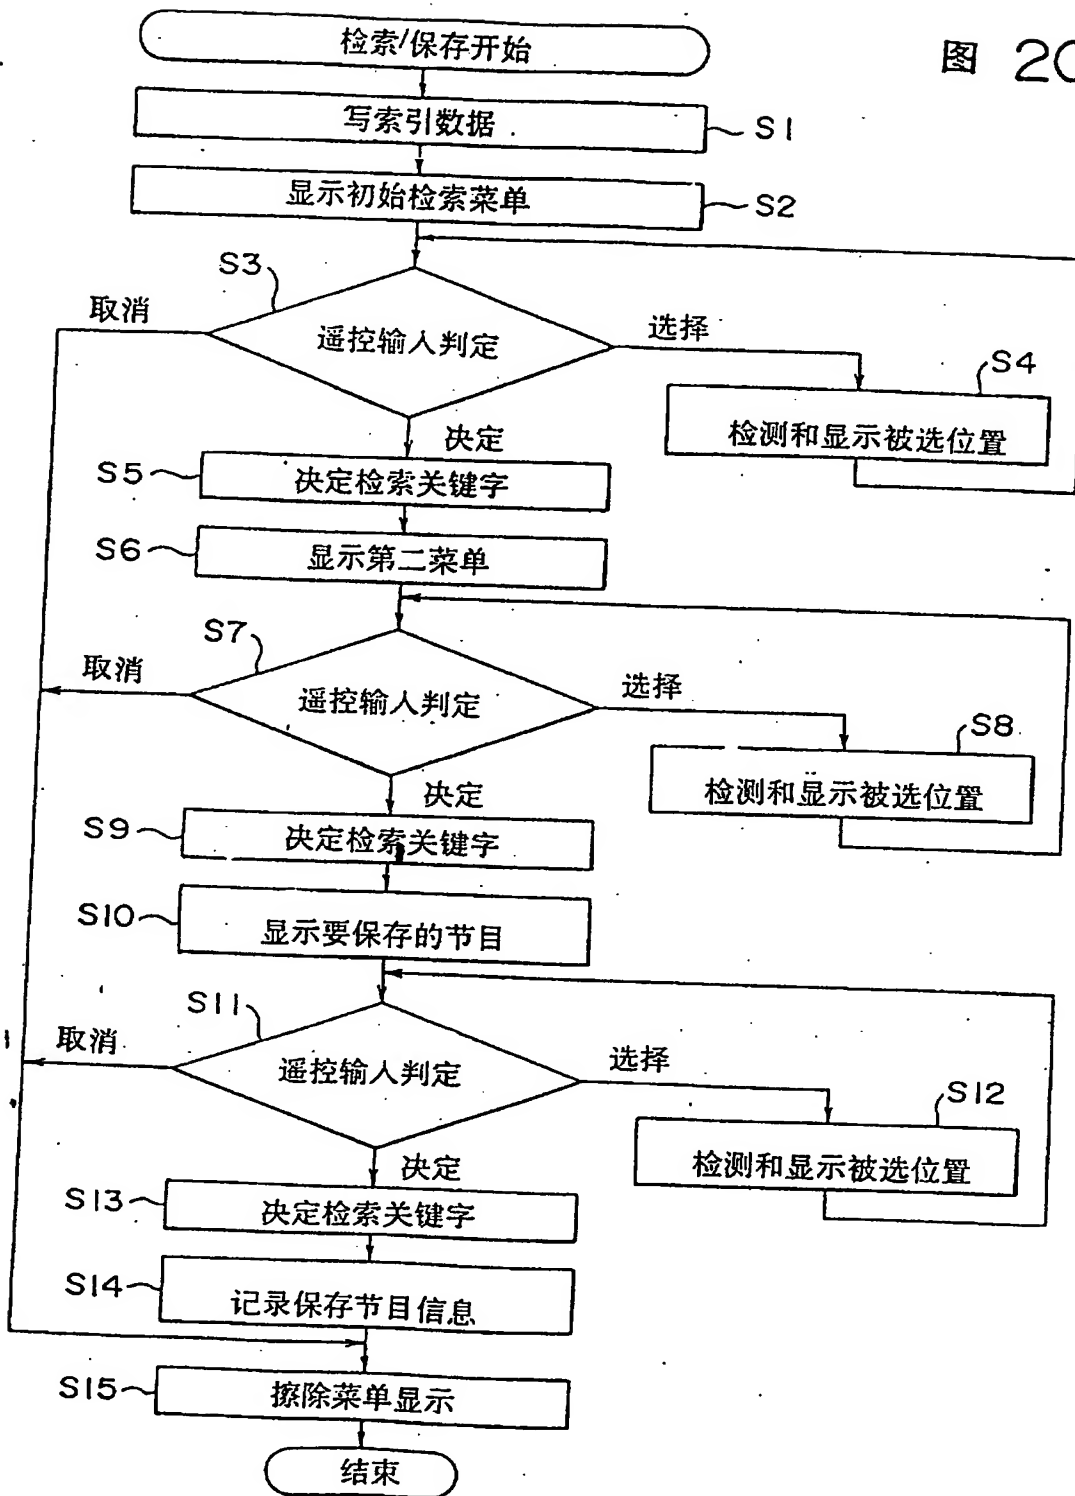 图 20
检索/保存开始
写索引数据
S1
显示初始检索菜单
S2
S3
取消
遥控输入判定
选择
S4
检测和显示被选位置
决定
S5
决定检索关键字
S6
显示第二菜单
S7
取消
遥控输入判定
选择
S8
检测和显示被选位置
决定
S9
决定检索关键字
S10
显示要保存的节目
S11
取消
遥控输入判定
选择
S12
检测和显示被选位置
决定
S13
决定检索关键字
S14
记录保存节目信息
S15
擦除菜单显示
结束